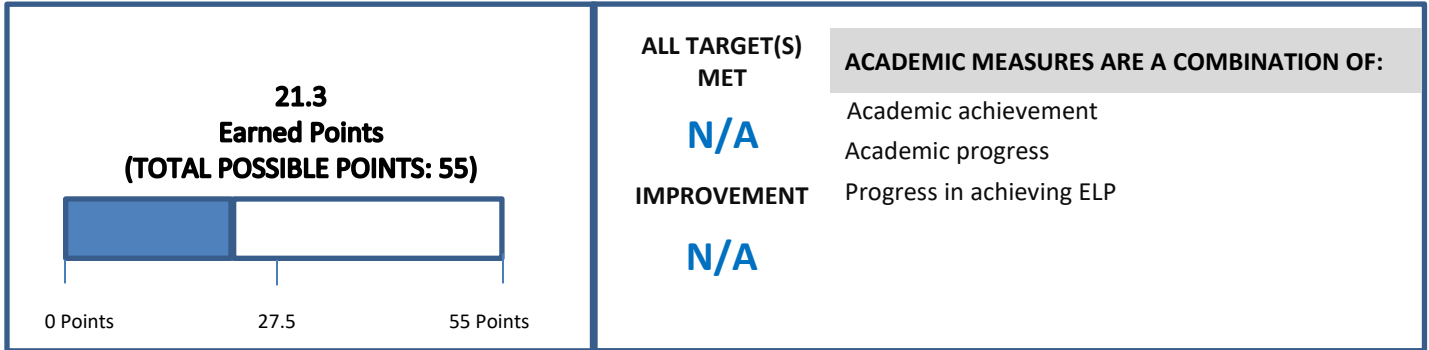 21.3
Earned Points
(TOTAL POSSIBLE POINTS: 55)
0 Points
27.5
55 Points
ALL TARGET(S)
MET
N/A
IMPROVEMENT
N/A
ACADEMIC MEASURES ARE A COMBINATION OF:
Academic achievement
Academic progress
Progress in achieving ELP